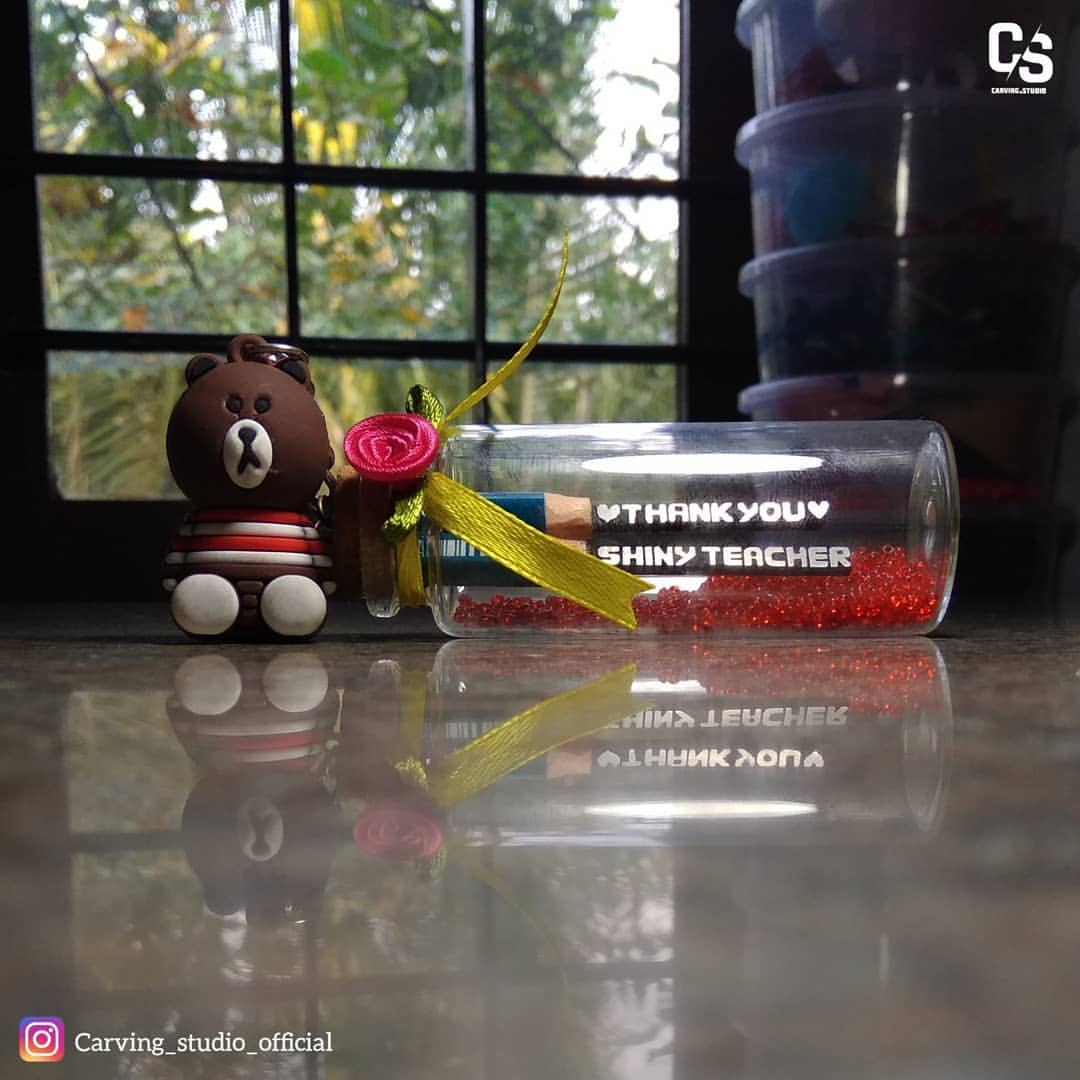 CS
CARVING.STUDIO
♥THANK YOU♥
SHINY TEACHER
Carving_studio_official